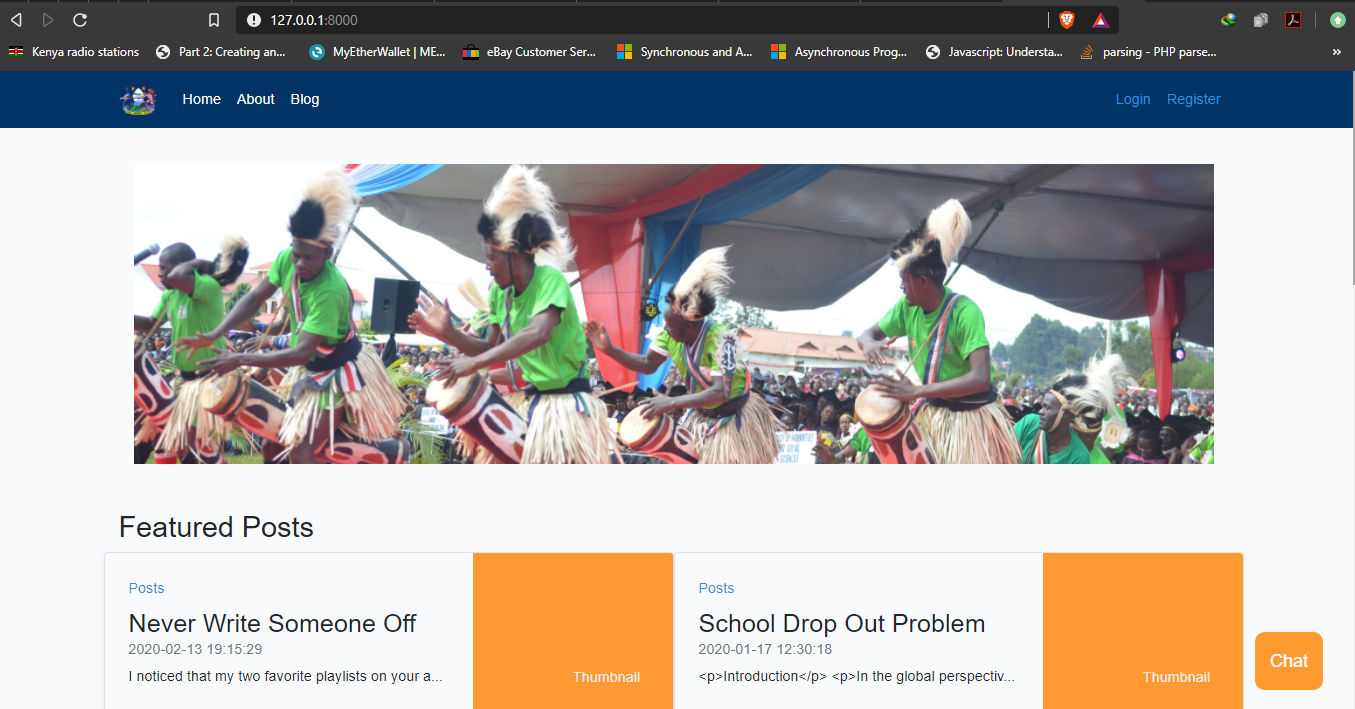 127.0.0.1:8000
Kenya radio stations
Part 2: Creating an...
MyEtherWallet | ME...
eBay Customer Ser...
Synchronous and A...
Asynchronous Prog...
Javascript: Understa...
parsing - PHP parse...
»
Home About Blog
Login Register
Featured Posts
Posts
Never Write Someone Off
2020-02-13 19:15:29
I noticed that my two favorite playlists on your a...
Thumbnail
Posts
School Drop Out Problem
2020-01-17 12:30:18
<p>Introduction</p> <p>In the global perspectiv...
Thumbnail
Chat